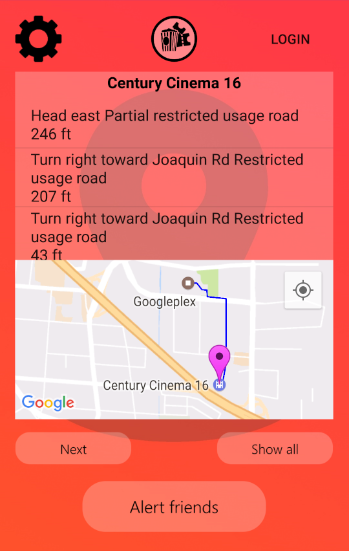 LOGIN
Century Cinema 16
Head east Partial restricted usage road
246 ft
Turn right toward Joaquin Rd Restricted
usage road
207 ft
Turn right toward Joaquin Rd Restricted
usage road
43 ft
Googleplex
Century Cinema 16
Google
Next
Show all
Alert friends